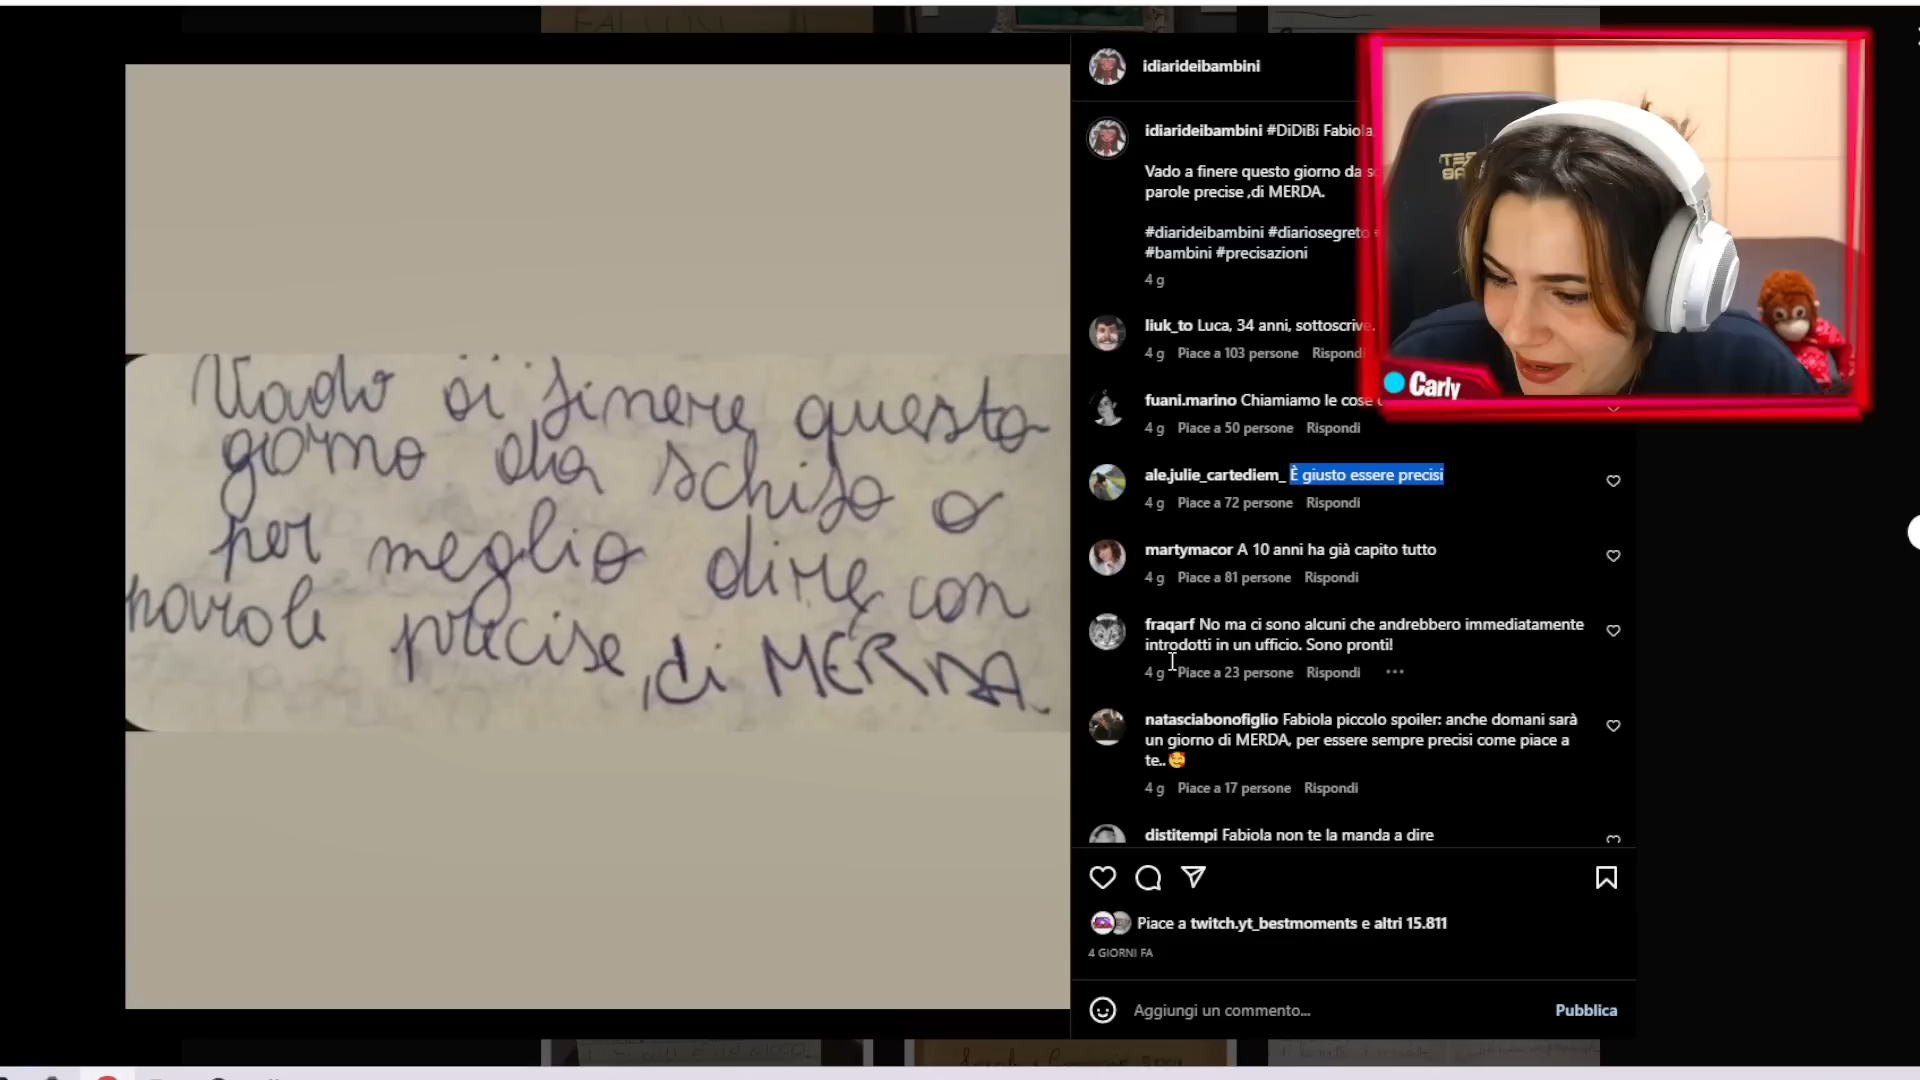 idiarideibambini
idiarideibambini #DiDiBi Fabiola
Vado a finere questo giorno da
parole precise ,di MERDA.
#diarideibambini #diariosegreto
#bambini #precisazioni
4 g
liuk_to Luca, 34 anni, sottoscrive.
4 g Piace a 103 persone Rispondi
fuani.marino Chiamiamo le cose
4 g Piace a 50 persone Rispondi
ale.julie_cartediem_ È giusto essere precisi
4 g Piace a 72 persone Rispondi
martymacor A 10 anni ha già capito tutto
4 g Piace a 81 persone Rispondi
fraqarf No ma ci sono alcuni che andrebbero immediatamente
introdotti in un ufficio. Sono pronti!
4 g Piace a 23 persone Rispondi
natasciabonofiglio Fabiola piccolo spoiler: anche domani sarà
un giorno di MERDA, per essere sempre precisi come piace a
te.. 🥰
4 g Piace a 17 persone Rispondi
distitempi Fabiola non te la manda a dire
Piace a twitch.yt_bestmoments e altri 15.811
4 GIORNI FA
Aggiungi un commento... Pubblica
Vado a finere questo
giorno da schifo o
per meglio dire con
parole precise ,di MERDA.
Carly